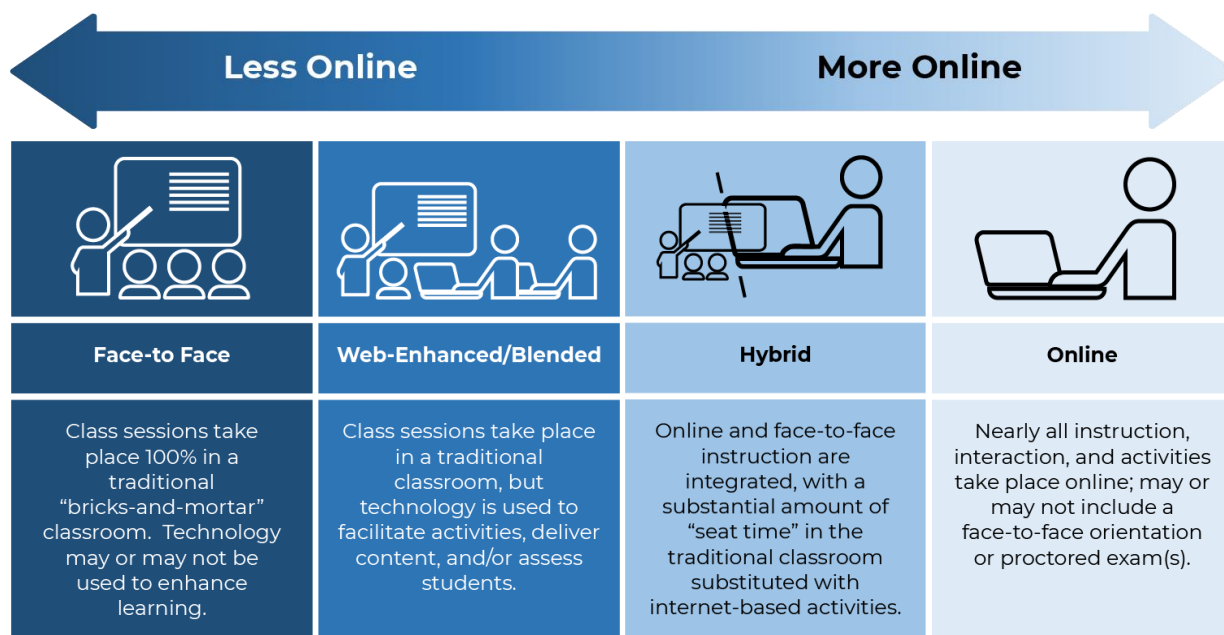 Less Online
More Online
Face-to Face
Web-Enhanced/Blended
Hybrid
Online
Class sessions take
place 100% in a
traditional
“bricks-and-mortar”
classroom.  Technology
may or may not be
used to enhance
learning.
Class sessions take place
in a traditional
classroom, but
technology is used to
facilitate activities, deliver
content, and/or assess
students.
Online and face-to-face
instruction are
integrated, with a
substantial amount of
“seat time” in the
traditional classroom
substituted with
internet-based activities.
Nearly all instruction,
interaction, and activities
take place online; may or
may not include a
face-to-face orientation
or proctored exam(s).